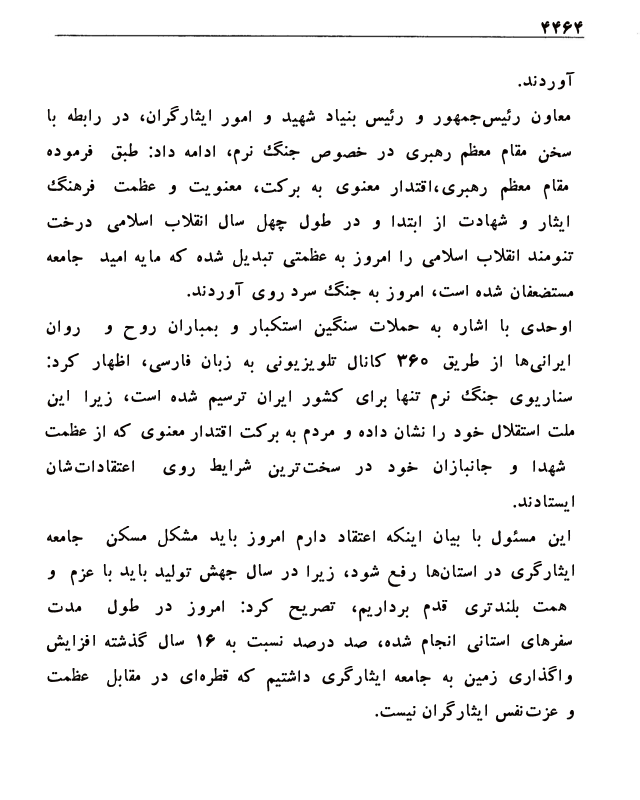 ۴۴۶۴
آوردند.
معاون رئیس‌جمهور و رئیس بنیاد شهید و امور ایثارگران، در رابطه با
سخن مقام معظم رهبری در خصوص جنگ نرم، ادامه داد: طبق فرموده
مقام معظم رهبری،اقتدار معنوی به برکت، معنویت و عظمت فرهنگ
ایثار و شهادت از ابتدا و در طول چهل سال انقلاب اسلامی درخت
تنومند انقلاب اسلامی را امروز به عظمتی تبدیل شده که مایه امید جامعه
مستضعفان شده است، امروز به جنگ سرد روی آوردند.
اوحدی با اشاره به حملات سنگین استکبار و بمباران روح و روان
ایرانی‌ها از طریق ۳۶۰ کانال تلویزیونی به زبان فارسی، اظهار کرد:
سناریوی جنگ نرم تنها برای کشور ایران ترسیم شده است، زیرا این
ملت استقلال خود را نشان داده و مردم به برکت اقتدار معنوی که از عظمت
شهدا و جانبازان خود در سخت‌ترین شرایط روی اعتقادات‌شان
ایستادند.
این مسئول با بیان اینکه اعتقاد دارم امروز باید مشکل مسکن جامعه
ایثارگری در استان‌ها رفع شود، زیرا در سال جهش تولید باید با عزم و
همت بلندتری قدم برداریم، تصریح کرد: امروز در طول مدت
سفرهای استانی انجام شده، صد درصد نسبت به ۱۶ سال گذشته افزایش
واگذاری زمین به جامعه ایثارگری داشتیم که قطره‌ای در مقابل عظمت
و عزت‌نفس ایثارگران نیست.